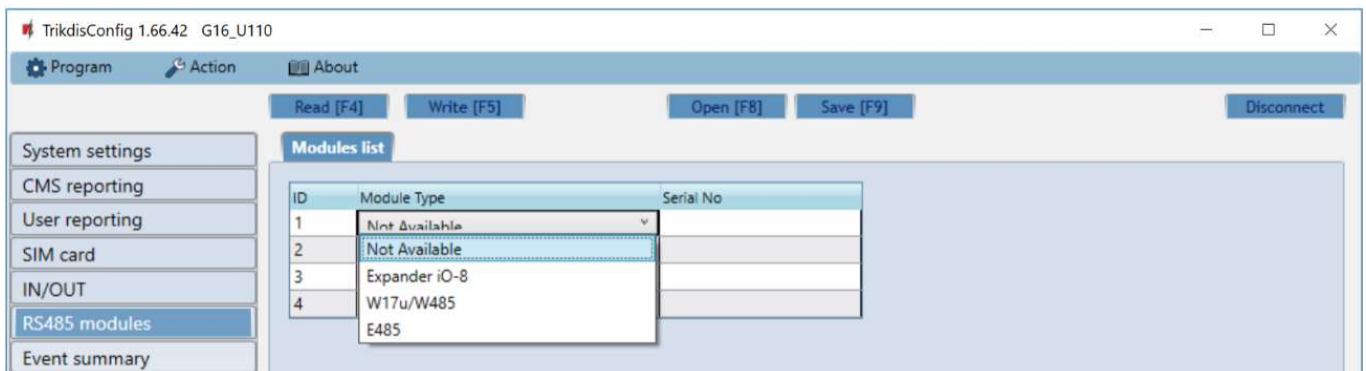 TrikdisConfig 1.66.42 G16_U110
Program Action About
Read [F4] Write [F5] Open [F8] Save [F9] Disconnect
System settings
CMS reporting
User reporting
SIM card
IN/OUT
RS485 modules
Event summary
Modules list
ID Module Type Serial No
1 Not Available
2
3
4
Not Available
Expander iO-8
W17u/W485
E485